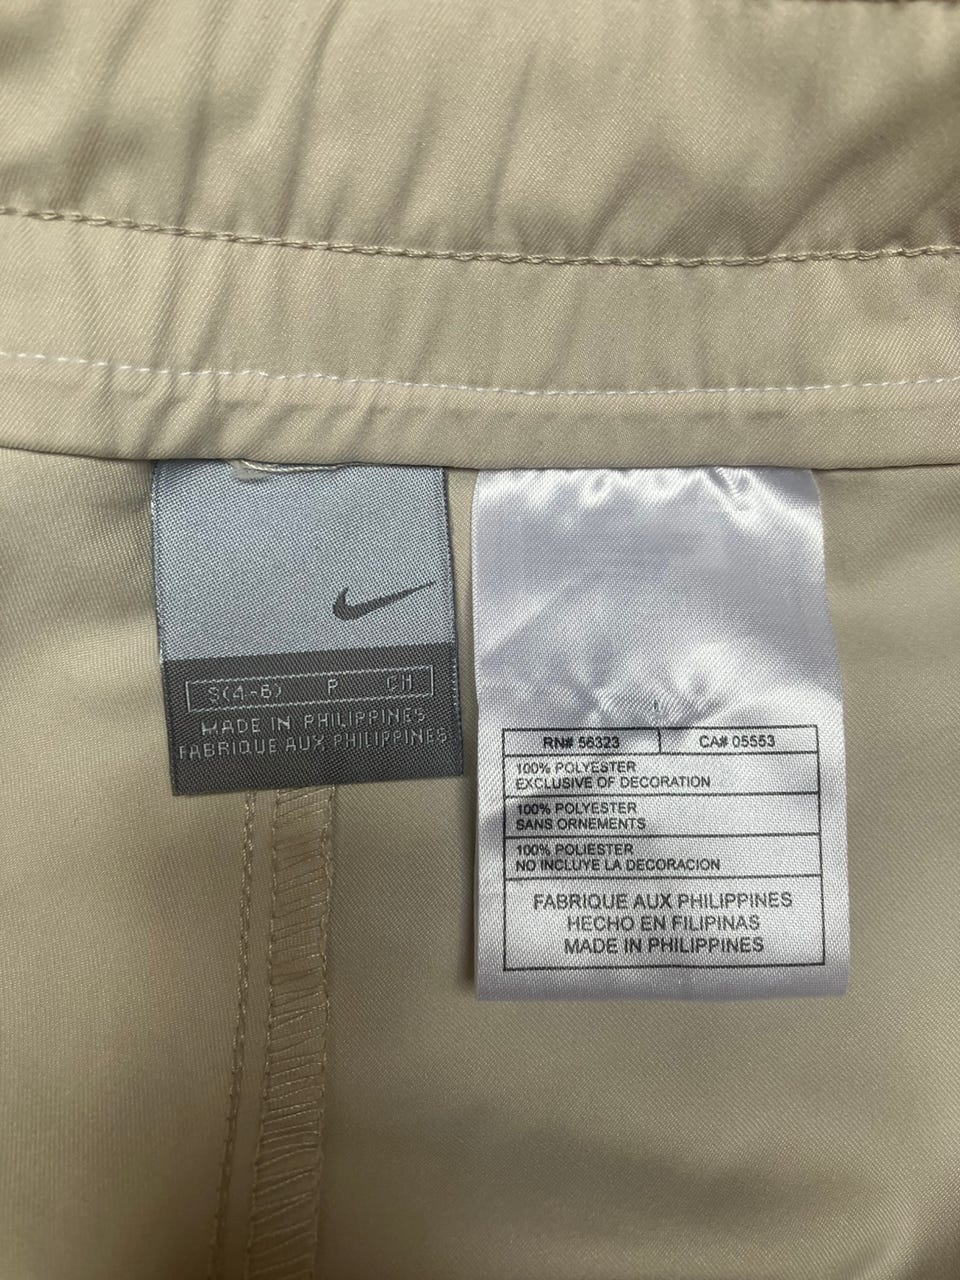 S(4-6) P CH
MADE IN PHILIPPINES
FABRIQUE AUX PHILIPPINES
RN# 56323 CA# 05553
100% POLYESTER
EXCLUSIVE OF DECORATION
100% POLYESTER
SANS ORNEMENTS
100% POLIESTER
NO INCLUYE LA DECORACION
FABRIQUE AUX PHILIPPINES
HECHO EN FILIPINAS
MADE IN PHILIPPINES